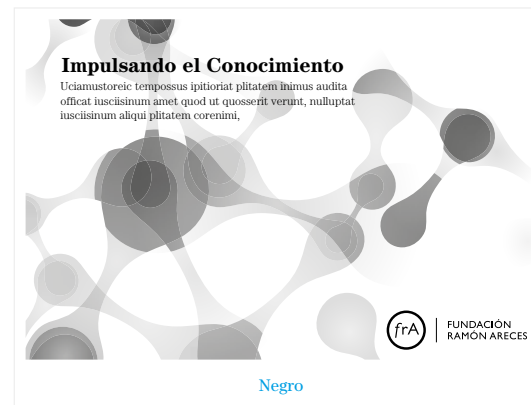 Impulsando el Conocimiento
Uciamustoreic tempossus ipitioriat plitatem inimus audita
officat iusciisinum amet quod ut quosserit verunt, nulluptat
iusciisinum aliqui plitatem corenimi,
frA
FUNDACIÓN
RAMÓN ARECES
Negro